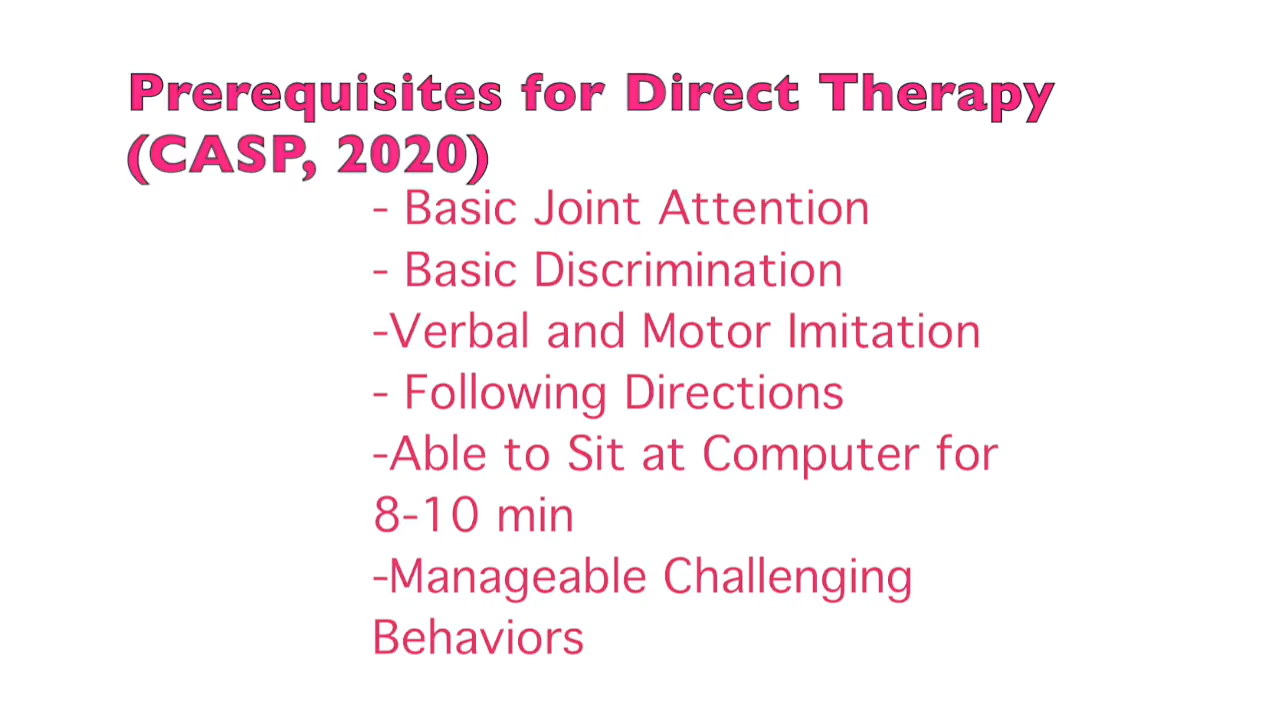 Prerequisites for Direct Therapy
(CASP, 2020)
- Basic Joint Attention
- Basic Discrimination
-Verbal and Motor Imitation
- Following Directions
-Able to Sit at Computer for
8-10 min
-Manageable Challenging
Behaviors